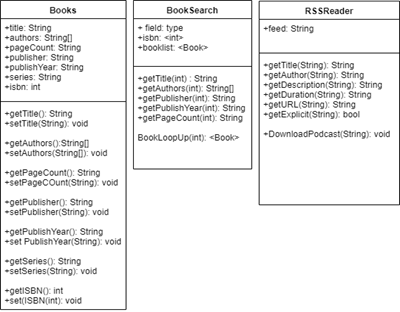 Books
+title: String
+authors: String[]
+pageCount: String
+publisher: String
+publishYear: String
+series: String
+isbn: int
+getTitle(): String
+setTitle(String): void
+getAuthors():String[]
+setAuthors(String[]): void
+getPageCount(): String
+setPageCOunt(String): void
+getPublisher(): String
+setPublisher(String): void
+getPublishYear(): String
+set PublishYear(String): void
+getSeries(): String
+setSeries(String): void
+getISBN(): int
+set(ISBN(int): void
BookSearch
+ field: type
+isbn: <int>
+booklist: <Book>
+getTitle(int) : String
+getAuthors(int): String[]
+getPublisher(int): String
+getPublishYear(int): String
+getPageCount(int): String
BookLoopUp(int): <Book>
RSSReader
+feed: String
+getTitle(String): String
+getAuthor(String): String
+getDescription(String): String
+getDuration(String): String
+getURL(String): String
+getExplicit(String): bool
+DownloadPodcast(String): void